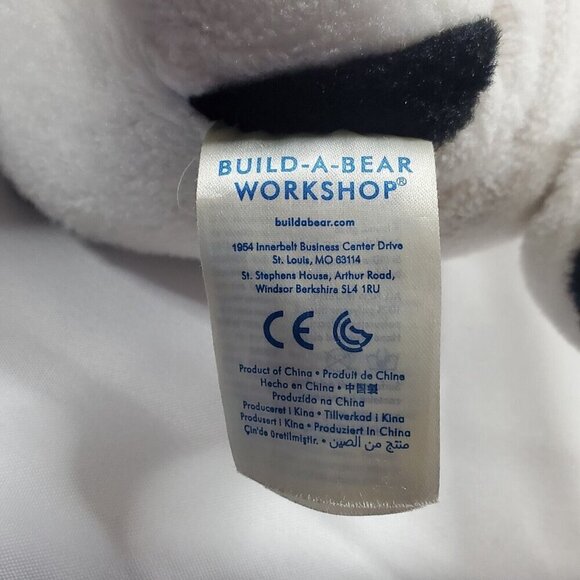 BUILD-A-BEAR
WORKSHOP®
buildabear.com
1954 Innerbelt Business Center Drive
St. Louis, MO 63114
St. Stephens House, Arthur Road,
Windsor Berkshire SL4 1RU
CE
Product of China • Produit de Chine
Hecho en China • 中国製
Produzido na China
Produceret i Kina • Tillverkad i Kina
Produsert i Kina • Produziert in China
Çin'de üretilmiştir. • منتج من الصين